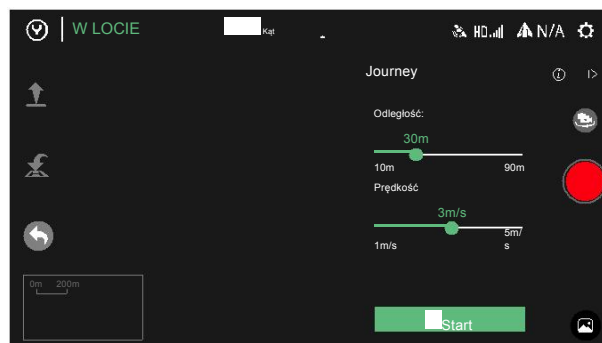 W LOCIE
Kąt
HD
N/A
Journey
Odległość:
30m
10m 90m
Prędkość
3m/s
1m/s 5m/
s
0m 200m
Start